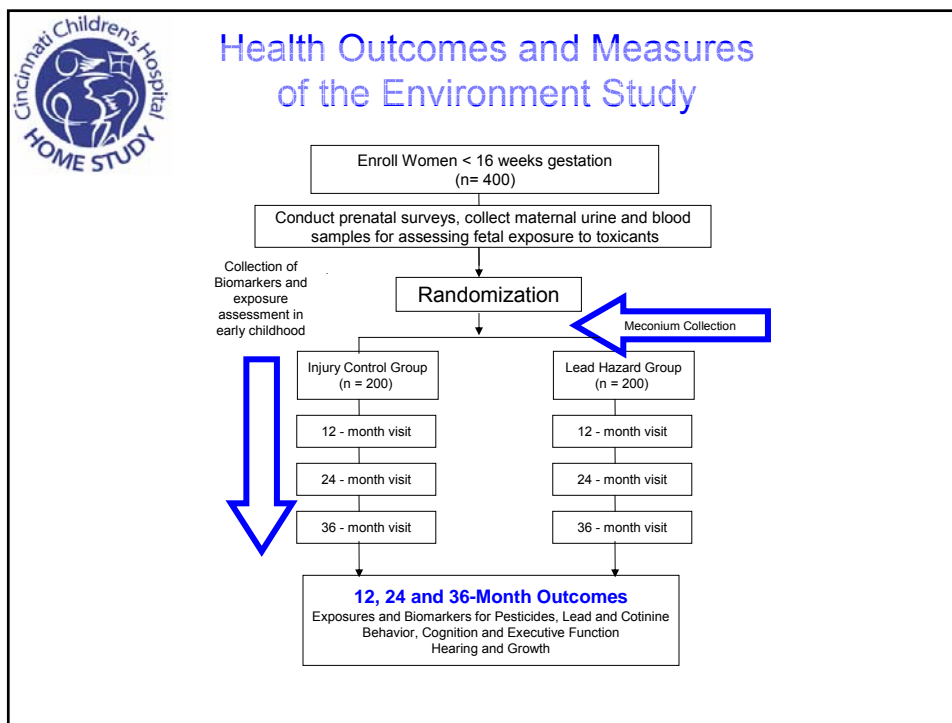 Cincinnati Children's Hospital
HOME STUDY
Health Outcomes and Measures
of the Environment Study
Enroll Women < 16 weeks gestation
(n= 400)
Conduct prenatal surveys, collect maternal urine and blood
samples for assessing fetal exposure to toxicants
Collection of
Biomarkers and
exposure
assessment in
early childhood
Randomization
Meconium Collection
Injury Control Group
(n = 200)
Lead Hazard Group
(n = 200)
12 - month visit
12 - month visit
24 - month visit
24 - month visit
36 - month visit
36 - month visit
12, 24 and 36-Month Outcomes
Exposures and Biomarkers for Pesticides, Lead and Cotinine
Behavior, Cognition and Executive Function
Hearing and Growth